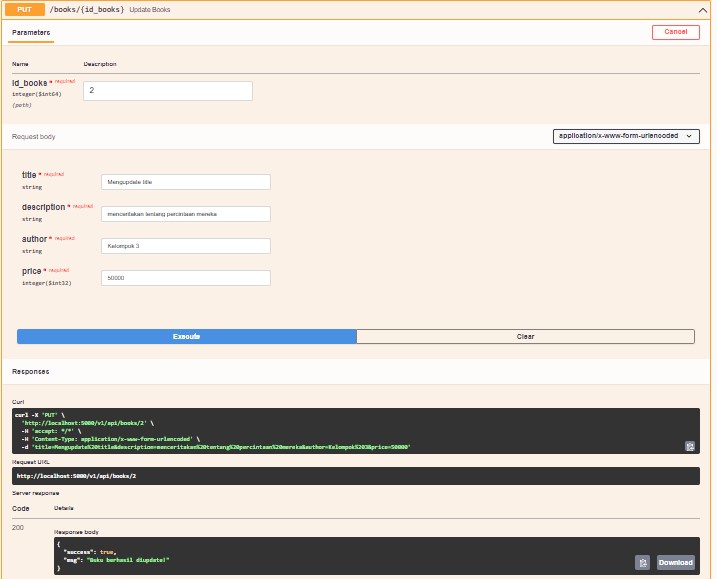 PUT /books/{id_books} Update Books
Parameters
Cancel
Name Description
id_books * required
integer($int64)
(path)
2
Request body
application/x-www-form-urlencoded
title * required
string
Mengupdate title
description * required
string
menceritakan tentang percintaan mereka
author * required
string
Kelompok 3
price * required
integer($int32)
50000
Execute
Clear
Responses
Curl
curl -X 'PUT' \
'http://localhost:5000/v1/api/books/2' \
-H 'accept: */*' \
-H 'Content-Type: application/x-www-form-urlencoded' \
-d 'title=Mengupdate%20title&description=menceritakan%20tentang%20percintaan%20mereka&author=Kelompok%203&price=50000'
Request URL
http://localhost:5000/v1/api/books/2
Server response
Code Details
200
Response body
{
"success": true,
"msg": "Buku berhasil diupdate!"
}
Download